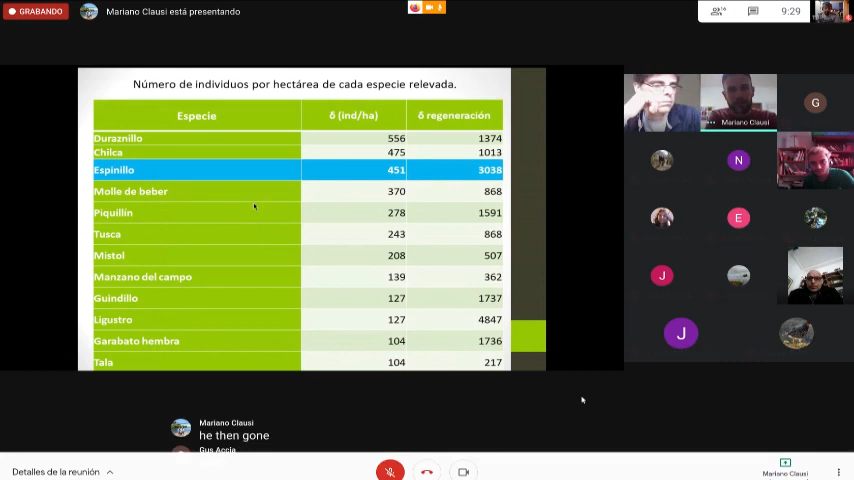 GRABANDO
Mariano Clausi está presentando
16
9:29
Número de individuos por hectárea de cada especie relevada.
Especie δ (ind/ha) δ regeneración
Duraznillo 556 1374
Chilca 475 1013
Espinillo 451 3038
Molle de beber 370 868
Piquillín 278 1591
Tusca 243 868
Mistol 208 507
Manzano del campo 139 362
Guindillo 127 1737
Ligustro 127 4847
Garabato hembra 104 1736
Tala 104 217
Mariano Clausi
G
N
E
J
J
Mariano Clausi
he then gone
Gus Accia
Detalles de la reunión
Mariano Clausi